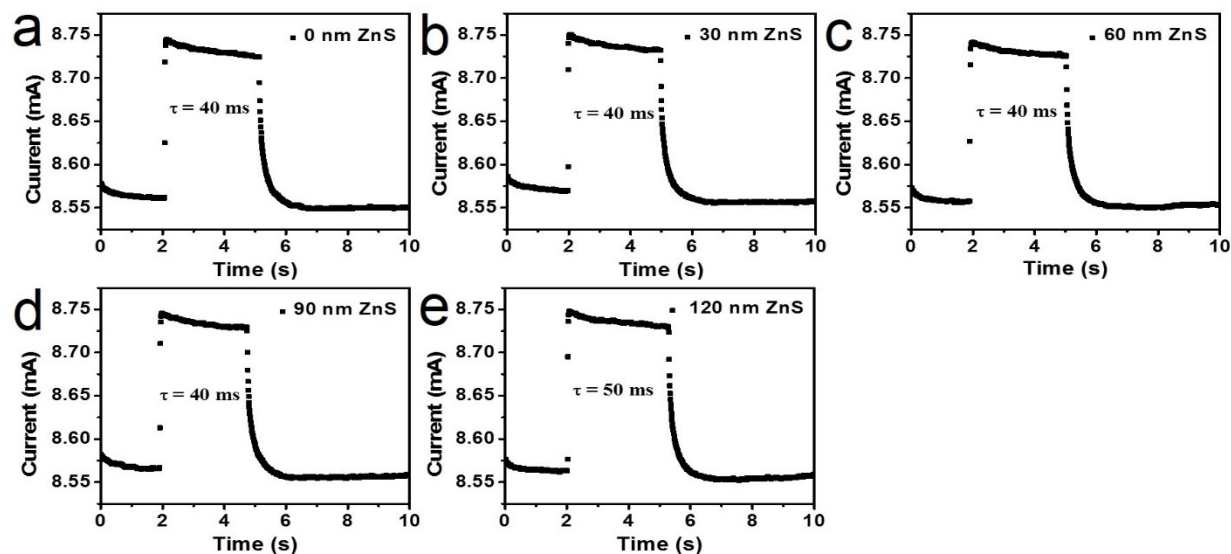 a
Cuurent (mA)
8.75
8.70
8.65
8.60
8.55
0 nm ZnS
τ = 40 ms
0 2 4 6 8 10
Time (s)
b
Current (mA)
8.75
8.70
8.65
8.60
8.55
30 nm ZnS
τ = 40 ms
0 2 4 6 8 10
Time (s)
c
Current (mA)
8.75
8.70
8.65
8.60
8.55
60 nm ZnS
τ = 40 ms
0 2 4 6 8 10
Time (s)
d
Current (mA)
8.75
8.70
8.65
8.60
8.55
90 nm ZnS
τ = 40 ms
0 2 4 6 8 10
Time (s)
e
Current (mA)
8.75
8.70
8.65
8.60
8.55
120 nm ZnS
τ = 50 ms
0 2 4 6 8 10
Time (s)